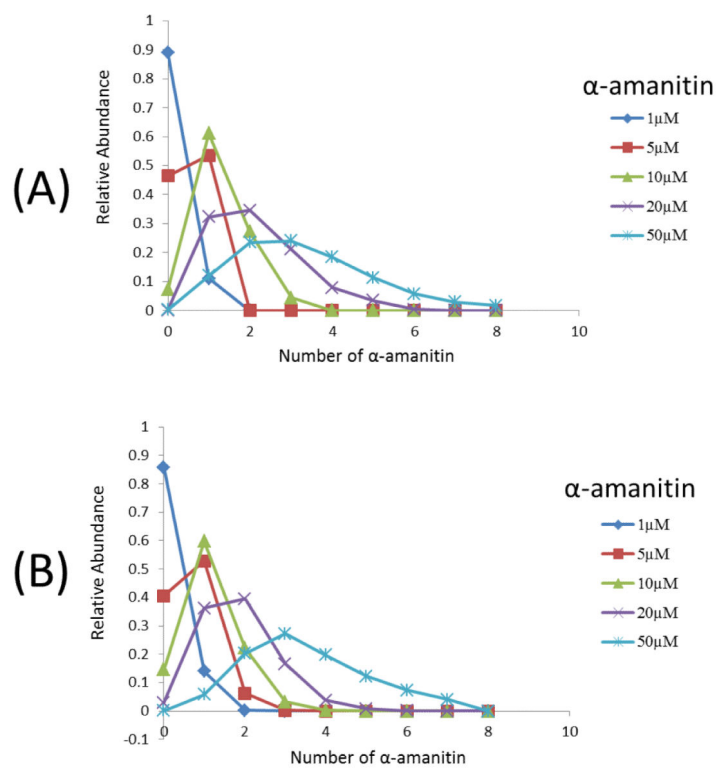 (A)
Relative Abundance
1
0.9
0.8
0.7
0.6
0.5
0.4
0.3
0.2
0.1
0
0 2 4 6 8 10
Number of α-amanitin
α-amanitin
1µM
5µM
10µM
20µM
50µM
(B)
Relative Abundance
1
0.9
0.8
0.7
0.6
0.5
0.4
0.3
0.2
0.1
0
-0.1
0 2 4 6 8 10
Number of α-amanitin
α-amanitin
1µM
5µM
10µM
20µM
50µM